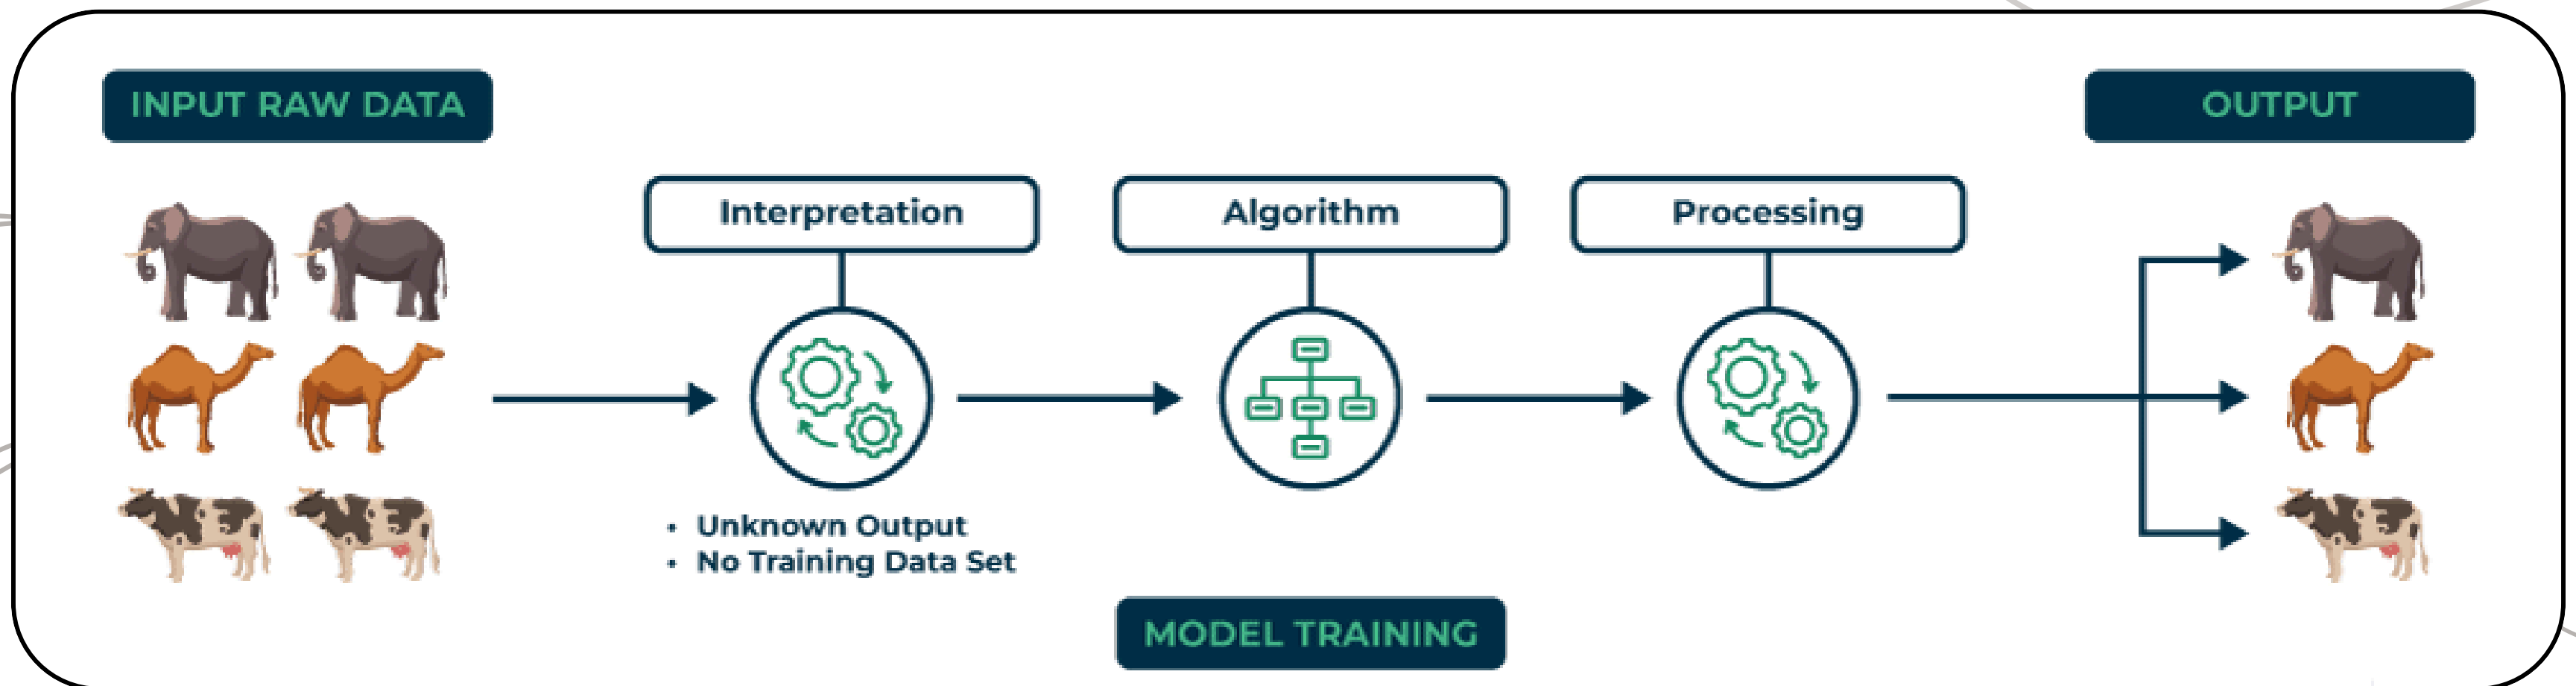 INPUT RAW DATA
OUTPUT
Interpretation
Algorithm
Processing
• Unknown Output
• No Training Data Set
MODEL TRAINING